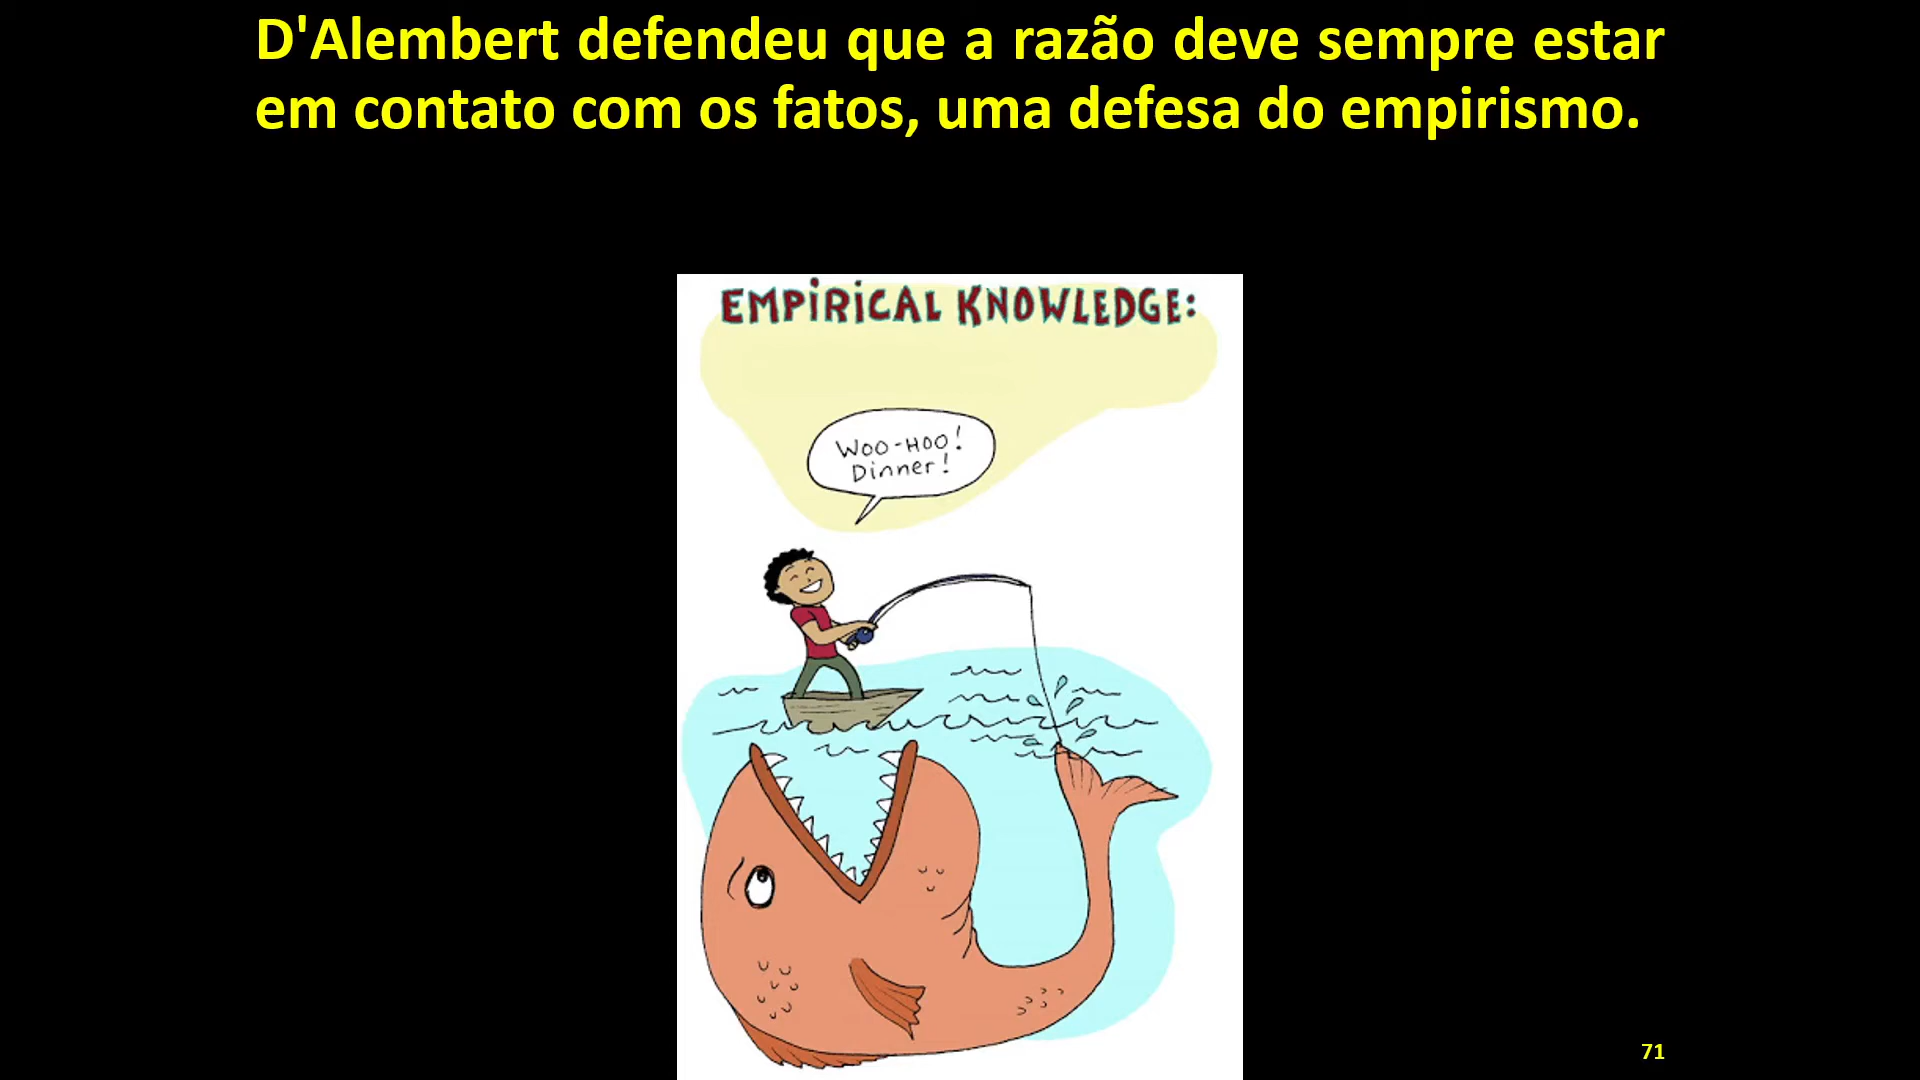 D'Alembert defendeu que a razão deve sempre estar
em contato com os fatos, uma defesa do empirismo.
EMPiRiCAL KNOWLEDGE:
WOO-HOO!
Dinner!
71